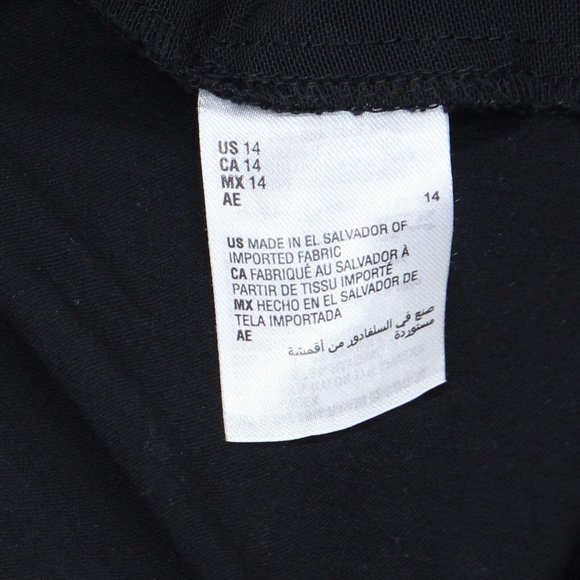 US 14
CA 14
MX 14
AE 14
US MADE IN EL SALVADOR OF
IMPORTED FABRIC
CA FABRIQUÉ AU SALVADOR À
PARTIR DE TISSU IMPORTÉ
MX HECHO EN EL SALVADOR DE
TELA IMPORTADA
AE
صنع في السلفادور من أقمشة
مستوردة